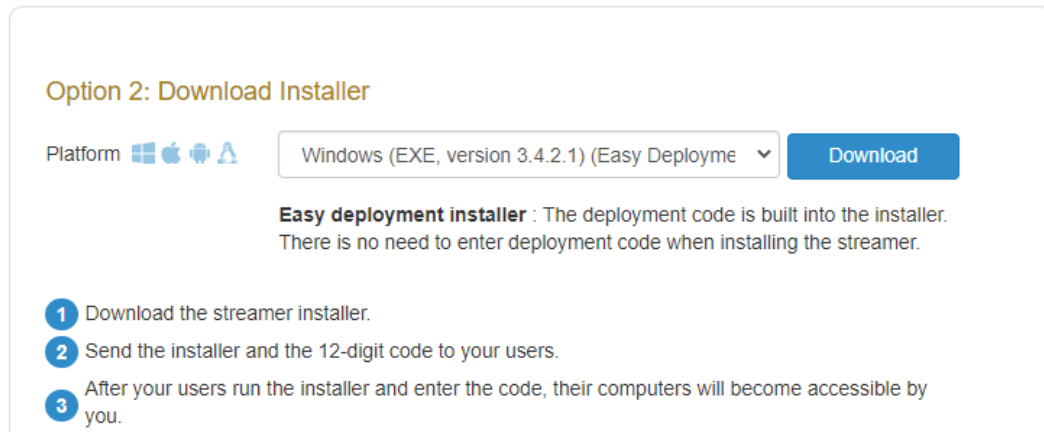 Option 2: Download Installer
Platform
Windows (EXE, version 3.4.2.1) (Easy Deployme
Download
Easy deployment installer : The deployment code is built into the installer.
There is no need to enter deployment code when installing the streamer.
1 Download the streamer installer.
2 Send the installer and the 12-digit code to your users.
3 After your users run the installer and enter the code, their computers will become accessible by
you.